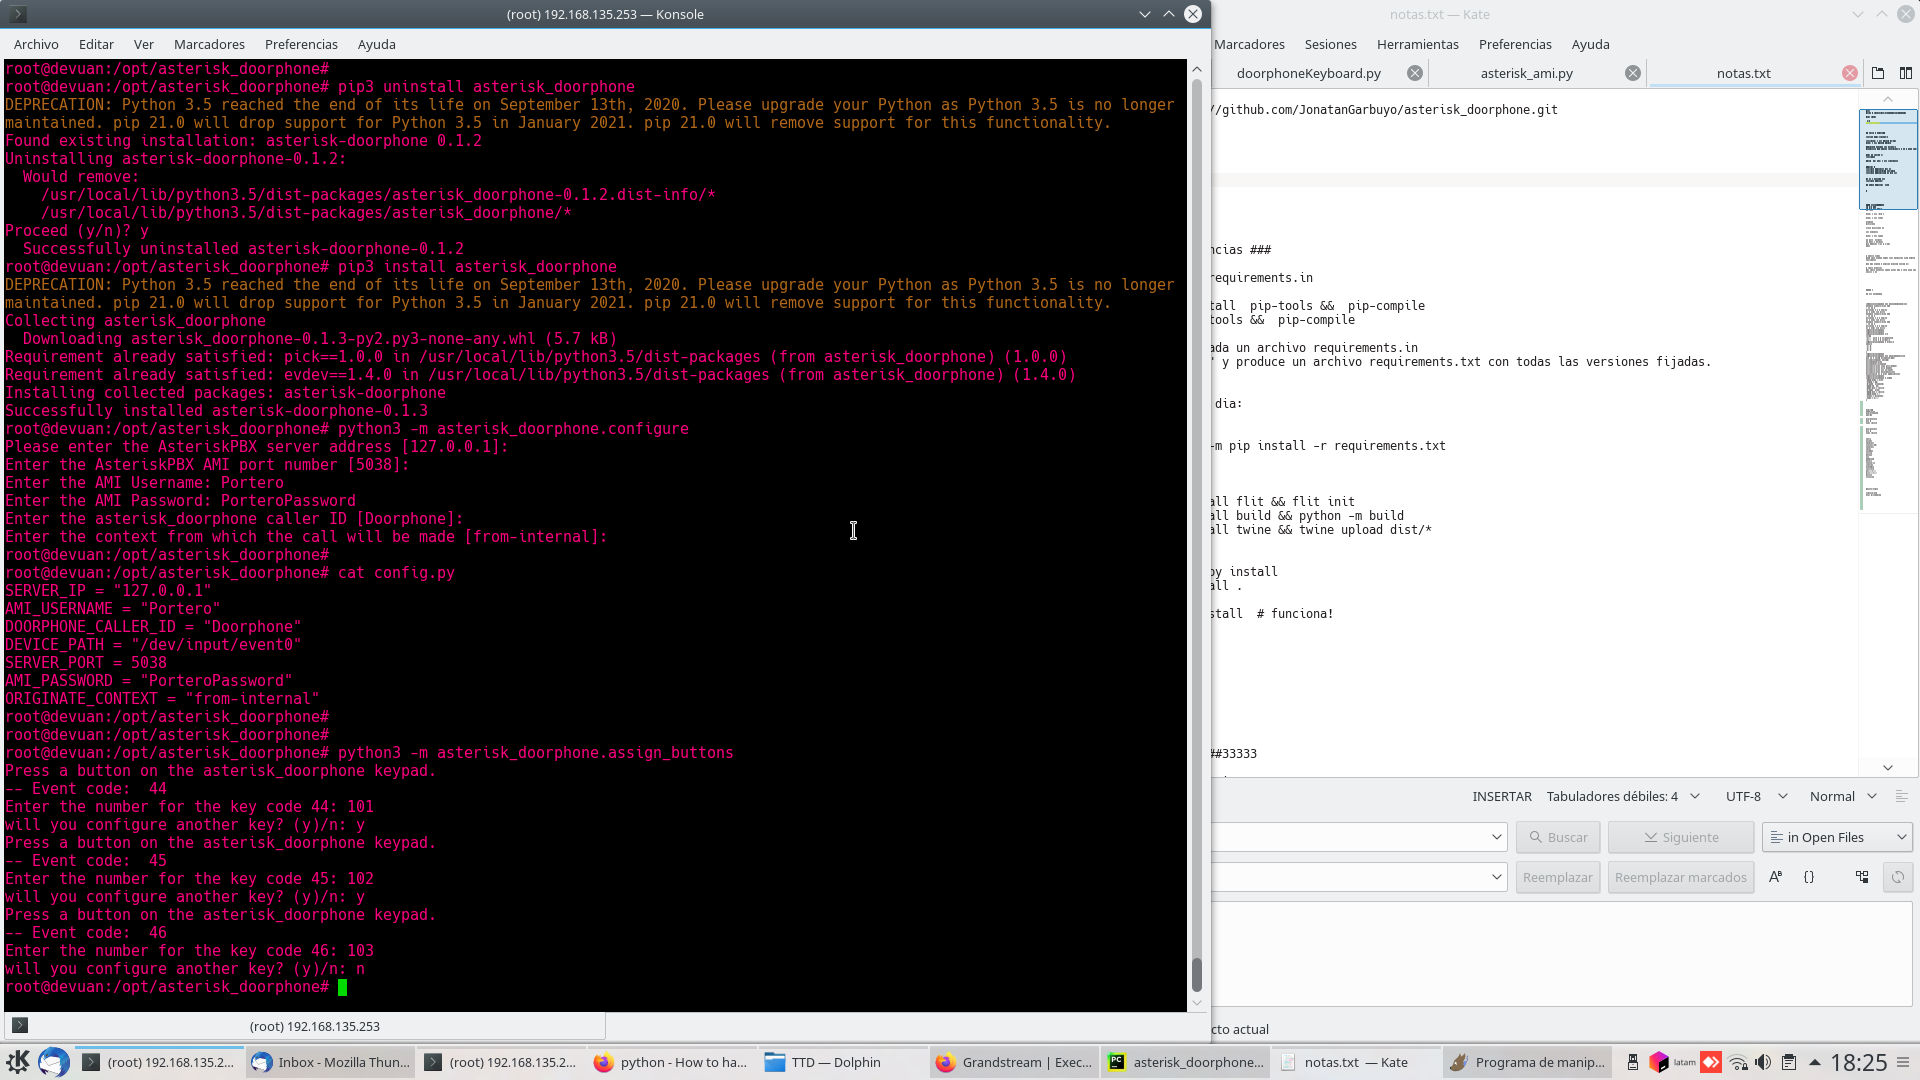 (root) 192.168.135.253 — Konsole
Archivo Editar Ver Marcadores Preferencias Ayuda
root@devuan:/opt/asterisk_doorphone#
root@devuan:/opt/asterisk_doorphone# pip3 uninstall asterisk_doorphone
DEPRECATION: Python 3.5 reached the end of its life on September 13th, 2020. Please upgrade your Python as Python 3.5 is no longer
maintained. pip 21.0 will drop support for Python 3.5 in January 2021. pip 21.0 will remove support for this functionality.
Found existing installation: asterisk-doorphone 0.1.2
Uninstalling asterisk-doorphone-0.1.2:
  Would remove:
    /usr/local/lib/python3.5/dist-packages/asterisk_doorphone-0.1.2.dist-info/*
    /usr/local/lib/python3.5/dist-packages/asterisk_doorphone/*
Proceed (y/n)? y
  Successfully uninstalled asterisk-doorphone-0.1.2
root@devuan:/opt/asterisk_doorphone# pip3 install asterisk_doorphone
DEPRECATION: Python 3.5 reached the end of its life on September 13th, 2020. Please upgrade your Python as Python 3.5 is no longer
maintained. pip 21.0 will drop support for Python 3.5 in January 2021. pip 21.0 will remove support for this functionality.
Collecting asterisk_doorphone
  Downloading asterisk_doorphone-0.1.3-py2.py3-none-any.whl (5.7 kB)
Requirement already satisfied: pick==1.0.0 in /usr/local/lib/python3.5/dist-packages (from asterisk_doorphone) (1.0.0)
Requirement already satisfied: evdev==1.4.0 in /usr/local/lib/python3.5/dist-packages (from asterisk_doorphone) (1.4.0)
Installing collected packages: asterisk-doorphone
Successfully installed asterisk-doorphone-0.1.3
root@devuan:/opt/asterisk_doorphone# python3 -m asterisk_doorphone.configure
Please enter the AsteriskPBX server address [127.0.0.1]:
Enter the AsteriskPBX AMI port number [5038]:
Enter the AMI Username: Portero
Enter the AMI Password: PorteroPassword
Enter the asterisk_doorphone caller ID [Doorphone]:
Enter the context from which the call will be made [from-internal]:
root@devuan:/opt/asterisk_doorphone#
root@devuan:/opt/asterisk_doorphone# cat config.py
SERVER_IP = "127.0.0.1"
AMI_USERNAME = "Portero"
DOORPHONE_CALLER_ID = "Doorphone"
DEVICE_PATH = "/dev/input/event0"
SERVER_PORT = 5038
AMI_PASSWORD = "PorteroPassword"
ORIGINATE_CONTEXT = "from-internal"
root@devuan:/opt/asterisk_doorphone#
root@devuan:/opt/asterisk_doorphone#
root@devuan:/opt/asterisk_doorphone# python3 -m asterisk_doorphone.assign_buttons
Press a button on the asterisk_doorphone keypad.
-- Event code:  44
Enter the number for the key code 44: 101
will you configure another key? (y)/n: y
Press a button on the asterisk_doorphone keypad.
-- Event code:  45
Enter the number for the key code 45: 102
will you configure another key? (y)/n: y
Press a button on the asterisk_doorphone keypad.
-- Event code:  46
Enter the number for the key code 46: 103
will you configure another key? (y)/n: n
root@devuan:/opt/asterisk_doorphone#
(root) 192.168.135.253
notas.txt — Kate
Marcadores Sesiones Herramientas Preferencias Ayuda
doorphoneKeyboard.py asterisk_ami.py notas.txt
//github.com/JonatanGarbuyo/asterisk_doorphone.git
ncias ###
requirements.in
tall  pip-tools &&  pip-compile
tools &&  pip-compile
ada un archivo requirements.in
" y produce un archivo requirements.txt con todas las versiones fijadas.
dia:
-m pip install -r requirements.txt
all flit && flit init
all build && python -m build
all twine && twine upload dist/*
py install
all .
stall  # funciona!
##33333
INSERTAR Tabuladores débiles: 4 UTF-8 Normal
Buscar Siguiente in Open Files
Reemplazar Reemplazar marcados
cto actual
(root) 192.168.135.2... Inbox - Mozilla Thun... (root) 192.168.135.2... python - How to ha... TTD — Dolphin Grandstream | Exec... asterisk_doorphone... notas.txt — Kate Programa de manip... latam 18:25